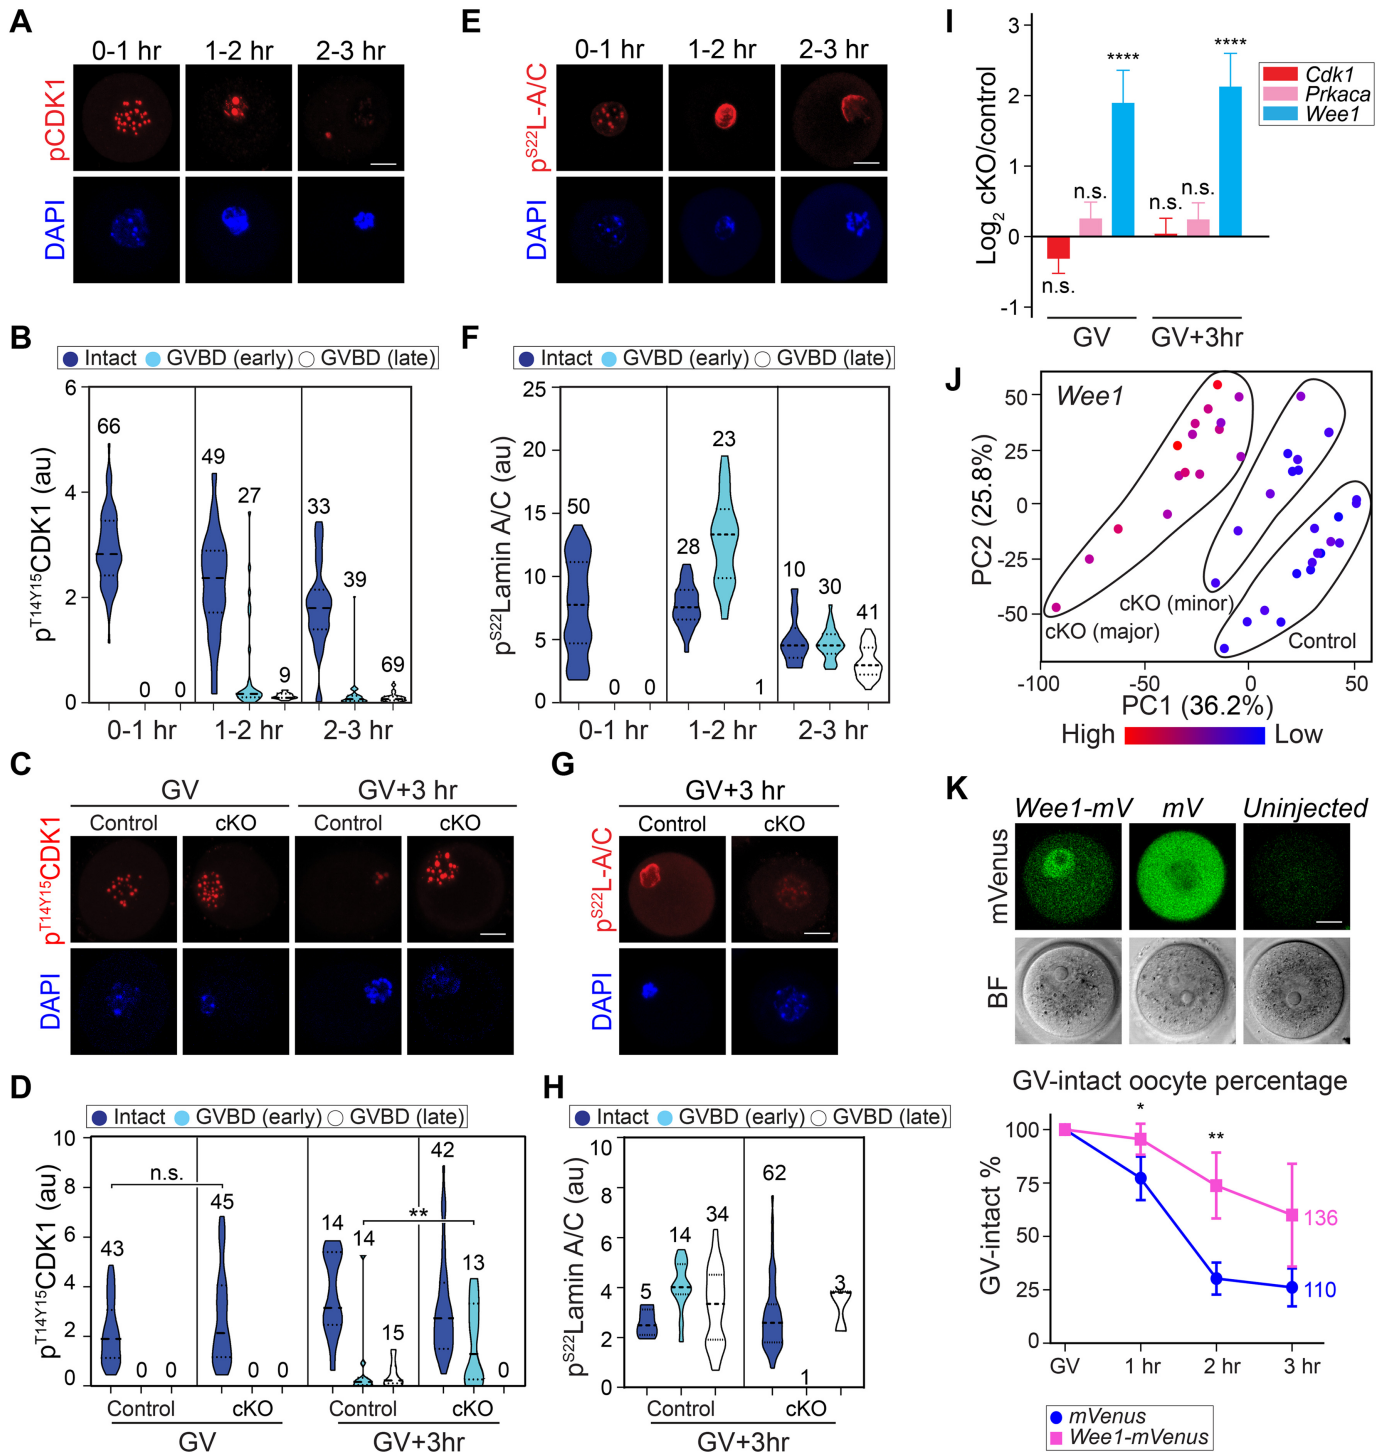 A
0-1 hr 1-2 hr 2-3 hr
pCDK1
DAPI
B
Intact GVBD (early) GVBD (late)
pT14Y15CDK1 (au)
6
4
2
0
66
0
0
49
27
9
33
39
69
0-1 hr 1-2 hr 2-3 hr
C
GV GV+3 hr
Control cKO Control cKO
pT14Y15CDK1
DAPI
D
Intact GVBD (early) GVBD (late)
pT14Y15CDK1 (au)
10
8
6
4
2
0
n.s.
43
0
0
45
0
0
14
14
15
**
42
13
0
Control cKO Control cKO
GV GV+3hr
E
0-1 hr 1-2 hr 2-3 hr
pS22L-A/C
DAPI
F
Intact GVBD (early) GVBD (late)
pS22Lamin A/C (au)
25
20
15
10
5
0
50
0
0
28
23
1
10
30
41
0-1 hr 1-2 hr 2-3 hr
G
GV+3 hr
Control cKO
pS22L-A/C
DAPI
H
Intact GVBD (early) GVBD (late)
pS22Lamin A/C (au)
10
8
6
4
2
0
5
14
34
62
1
3
Control cKO
GV+3hr
I
Log2 cKO/control
3
2
1
0
-1
n.s.
n.s.
****
n.s.
n.s.
****
GV GV+3hr
Cdk1
Prkaca
Wee1
J
Wee1
PC2 (25.8%)
50
25
0
-25
-50
cKO (minor)
cKO (major)
Control
-100 -50 0 50
PC1 (36.2%)
High Low
K
Wee1-mV mV Uninjected
mVenus
BF
GV-intact oocyte percentage
GV-intact %
100
75
50
25
0
*
**
136
110
GV 1 hr 2 hr 3 hr
mVenus
Wee1-mVenus